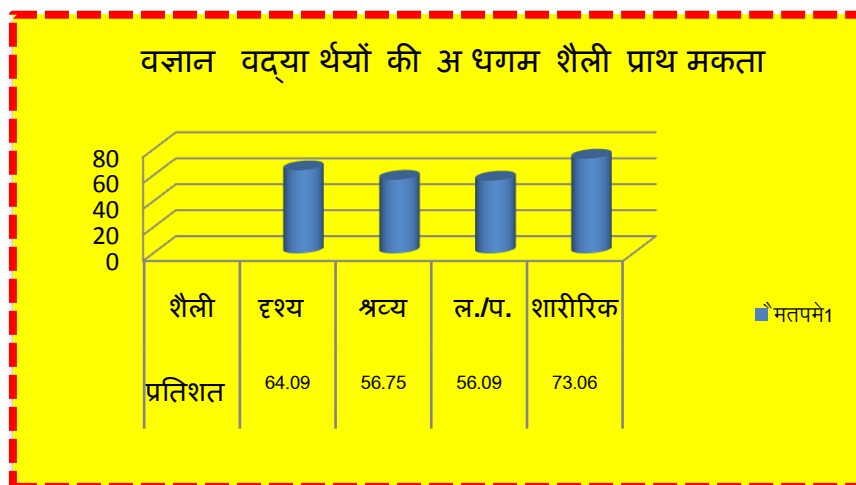 वज्ञान वद्या र्थयों की अ धगम शैली प्राथ मकता
80
60
40
20
0
शैली दृश्य श्रव्य ल./प. शारीरिक
प्रतिशत 64.09 56.75 56.09 73.06
ैमतपमे1